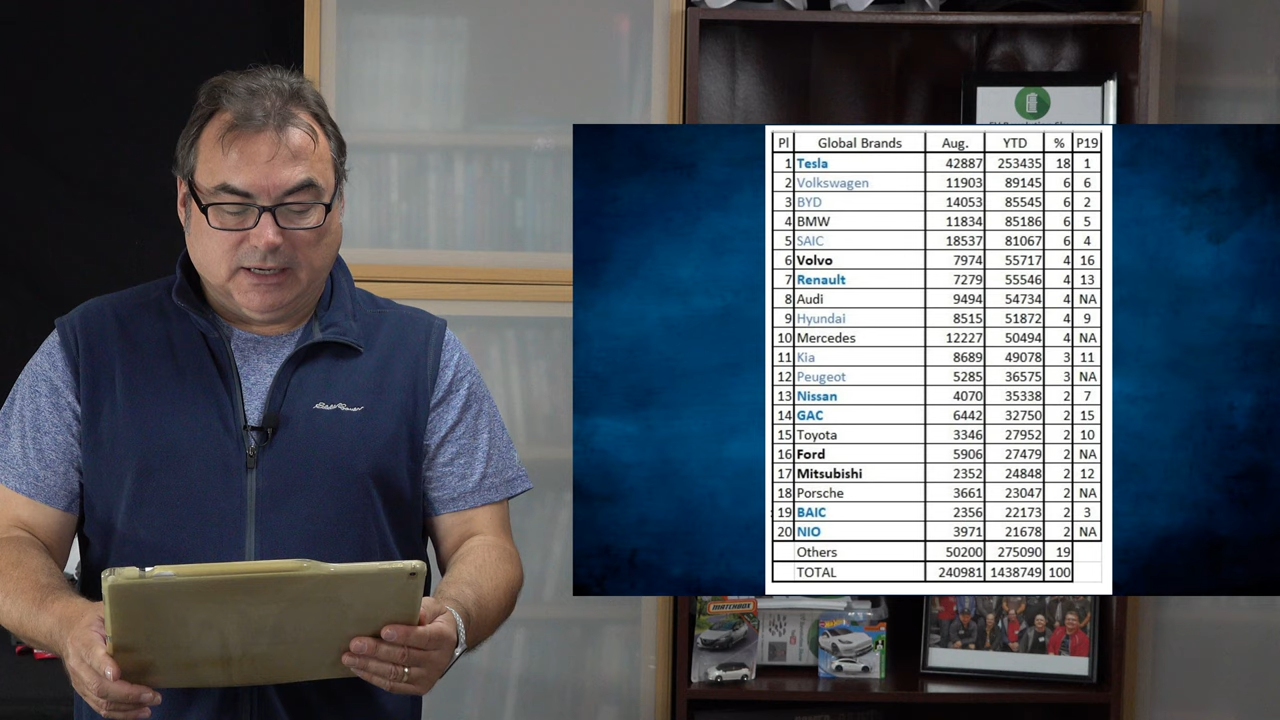 Pl Global Brands Aug. YTD % P19
1 Tesla 42887 253435 18 1
2 Volkswagen 11903 89145 6 6
3 BYD 14053 85545 6 2
4 BMW 11834 85186 6 5
5 SAIC 18537 81067 6 4
6 Volvo 7974 55717 4 16
7 Renault 7279 55546 4 13
8 Audi 9494 54734 4 NA
9 Hyundai 8515 51872 4 9
10 Mercedes 12227 50494 4 NA
11 Kia 8689 49078 3 11
12 Peugeot 5285 36575 3 NA
13 Nissan 4070 35338 2 7
14 GAC 6442 32750 2 15
15 Toyota 3346 27952 2 10
16 Ford 5906 27479 2 NA
17 Mitsubishi 2352 24848 2 12
18 Porsche 3661 23047 2 NA
19 BAIC 2356 22173 2 3
20 NIO 3971 21678 2 NA
Others 50200 275090 19
TOTAL 240981 1438749 100
Eddie Bauer
MATCHBOX
Hot Wheels